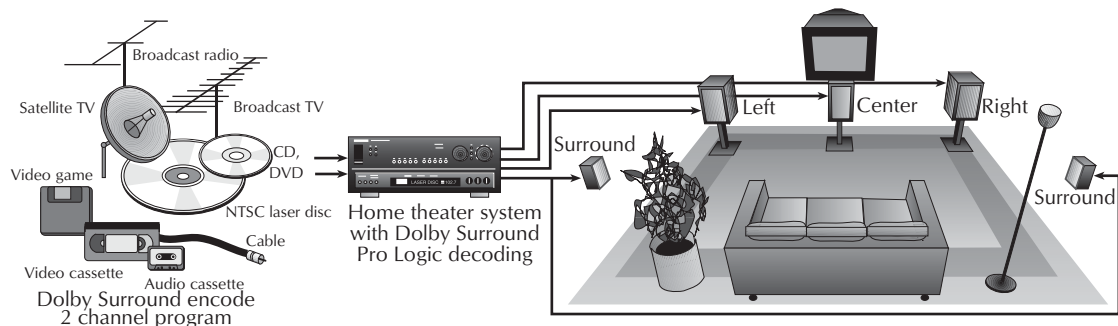 Broadcast radio
Satellite TV
Broadcast TV
CD,
DVD
Video game
NTSC laser disc
Cable
Video cassette
Audio cassette
Dolby Surround encode
2 channel program
LASER DISC
Home theater system
with Dolby Surround
Pro Logic decoding
Surround
Left
Center
Right
Surround